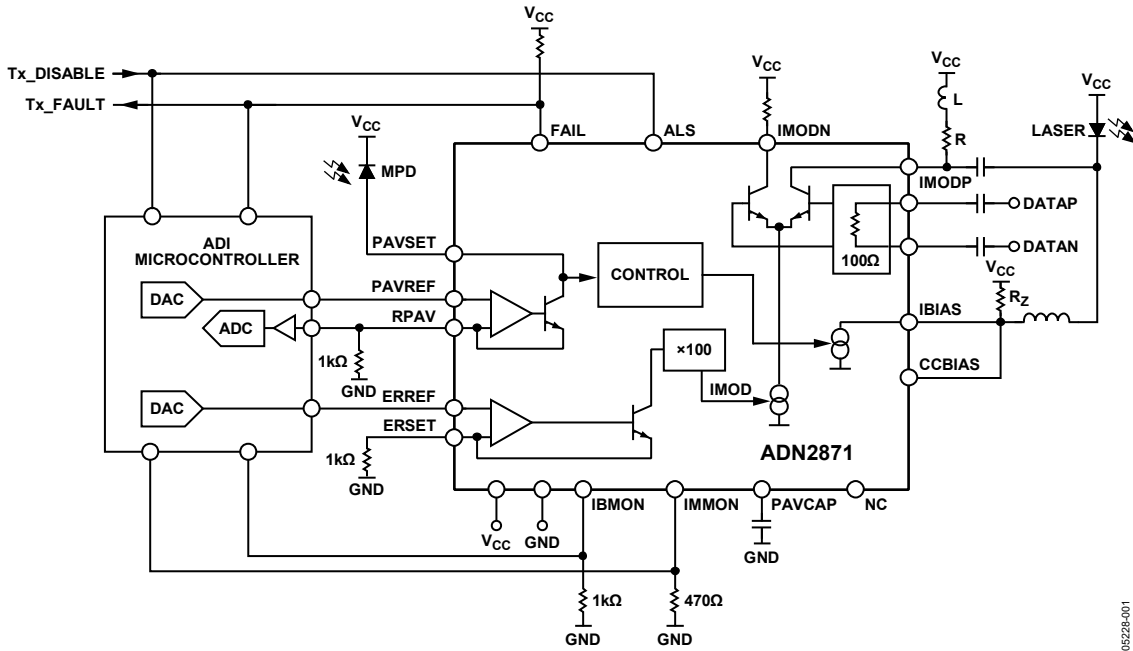 VCC
Tx_DISABLE
VCC
VCC
VCC
L
Tx_FAULT
VCC
FAIL
ALS
IMODN
R
LASER
MPD
IMODP
DATAP
ADI
MICROCONTROLLER
PAVSET
CONTROL
100Ω
DATAN
VCC
DAC
PAVREF
RZ
ADC
RPAV
IBIAS
1kΩ
GND
×100
CCBIAS
IMOD
DAC
ERREF
ERSET
1kΩ
GND
ADN2871
IBMON
IMMON
PAVCAP
NC
VCC
GND
GND
1kΩ
470Ω
GND
GND
05228-001